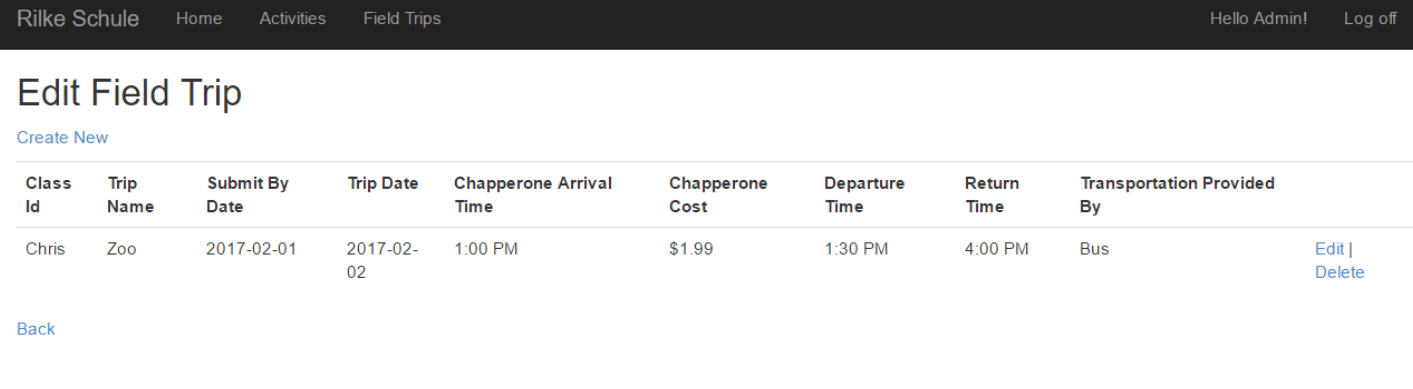 Rilke Schule Home Activities Field Trips Hello Admin! Log off
Edit Field Trip
Create New
Class Id Trip Name Submit By Date Trip Date Chapperone Arrival Time Chapperone Cost Departure Time Return Time Transportation Provided By
Chris Zoo 2017-02-01 2017-02-02 1:00 PM $1.99 1:30 PM 4:00 PM Bus Edit | Delete
Back